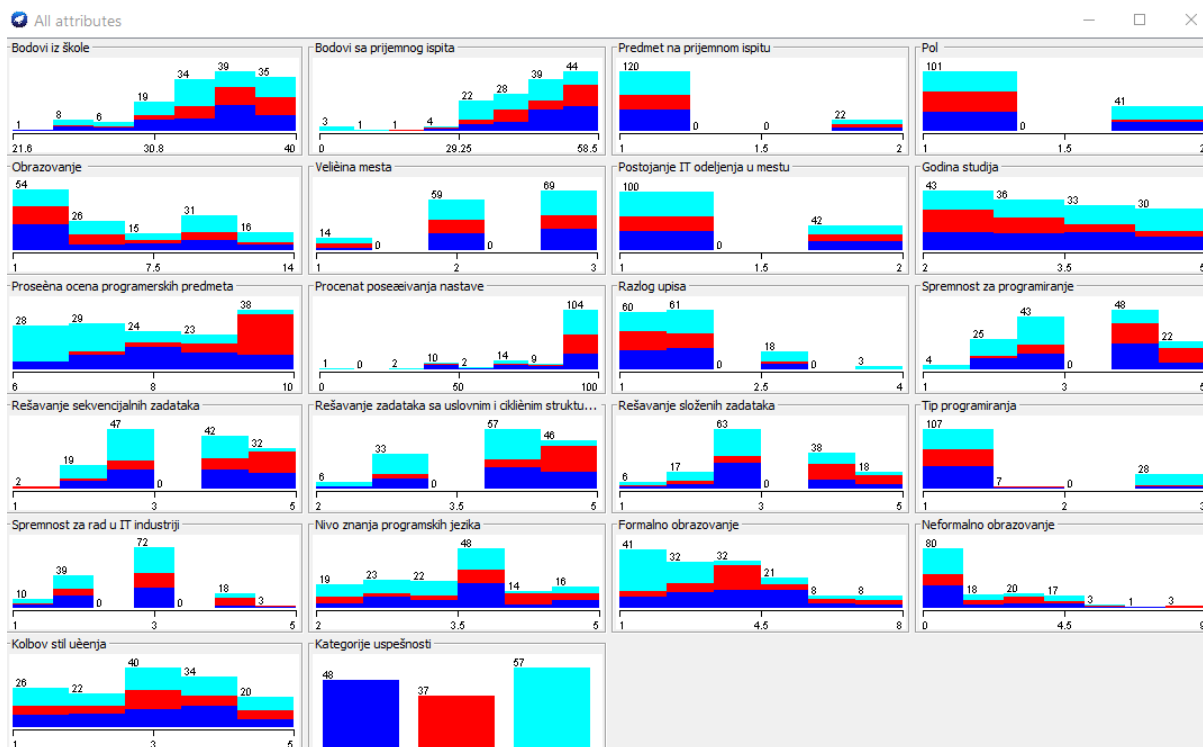 All attributes
Bodovi iz škole
1 8 6 19 34 39 35
21.6 30.8 40
Bodovi sa prijemnog ispita
3 1 1 4 22 28 39 44
0 29.25 58.5
Predmet na prijemnom ispitu
120 0 0 22
1 1.5 2
Pol
101 0 41
1 1.5 2
Obrazovanje
54 26 15 31 16
1 7.5 14
Velièina mesta
14 0 59 0 69
1 2 3
Postojanje IT odeljenja u mestu
100 0 42
1 1.5 2
Godina studija
43 36 33 30
2 3.5 5
Proseèna ocena programerskih predmeta
28 29 24 23 38
6 8 10
Procenat poseæivanja nastave
1 0 2 10 2 14 9 104
0 50 100
Razlog upisa
60 61 0 18 0 3
1 2.5 4
Spremnost za programiranje
4 25 43 0 48 22
1 3
Rešavanje sekvencijalnih zadataka
2 19 47 0 42 32
1 3 5
Rešavanje zadataka sa uslovnim i cikliènim struktu...
6 33 0 57 46
2 3.5 5
Rešavanje složenih zadataka
6 17 63 0 38 18
1 3 5
Tip programiranja
107 7 0 28
1 2 3
Spremnost za rad u IT industriji
10 39 0 72 0 18 3
1 3 5
Nivo znanja programskih jezika
19 23 22 48 14 16
2 3.5 5
Formalno obrazovanje
41 32 32 21 8 8
1 4.5 8
Neformalno obrazovanje
80 18 20 17 3 1 3
0 4.5 9
Kolbov stil uèenja
26 22 40 34 20
1 3 5
Kategorije uspešnosti
48 37 57